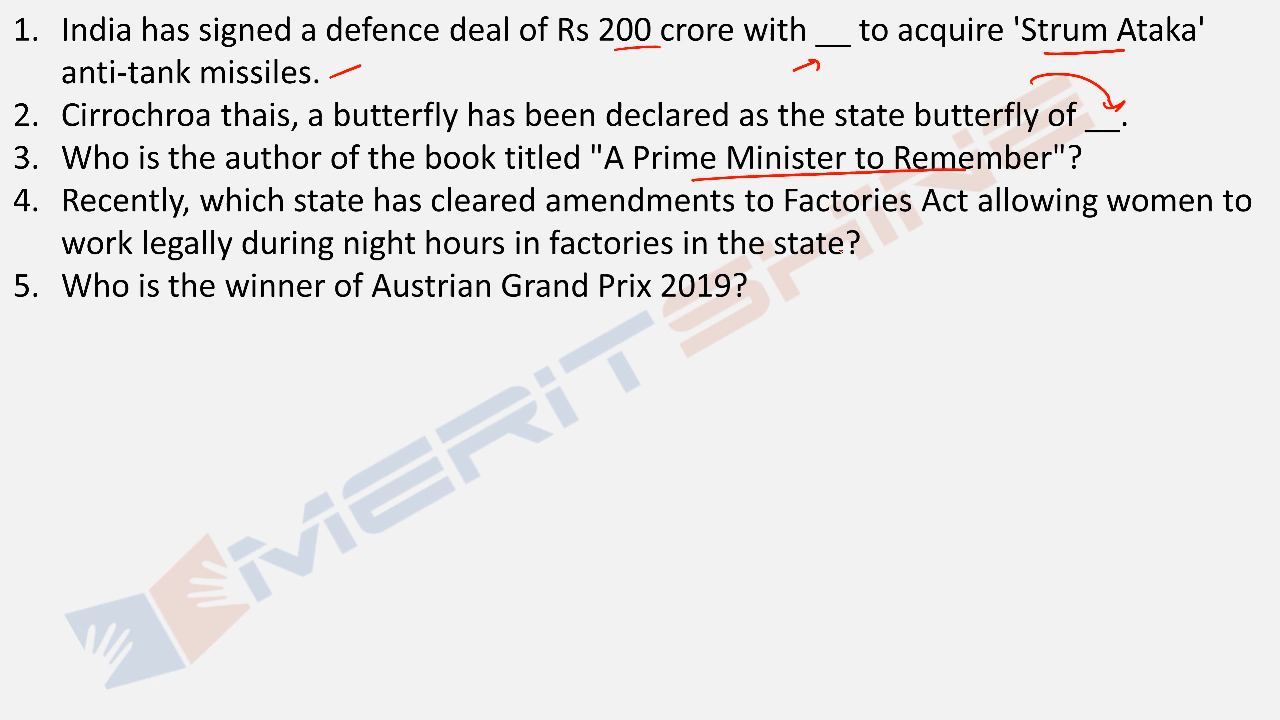 1. India has signed a defence deal of Rs 200 crore with __ to acquire 'Strum Ataka'
anti-tank missiles.
2. Cirrochroa thais, a butterfly has been declared as the state butterfly of __.
3. Who is the author of the book titled "A Prime Minister to Remember"?
4. Recently, which state has cleared amendments to Factories Act allowing women to
work legally during night hours in factories in the state?
5. Who is the winner of Austrian Grand Prix 2019?
MERiTSHiNE